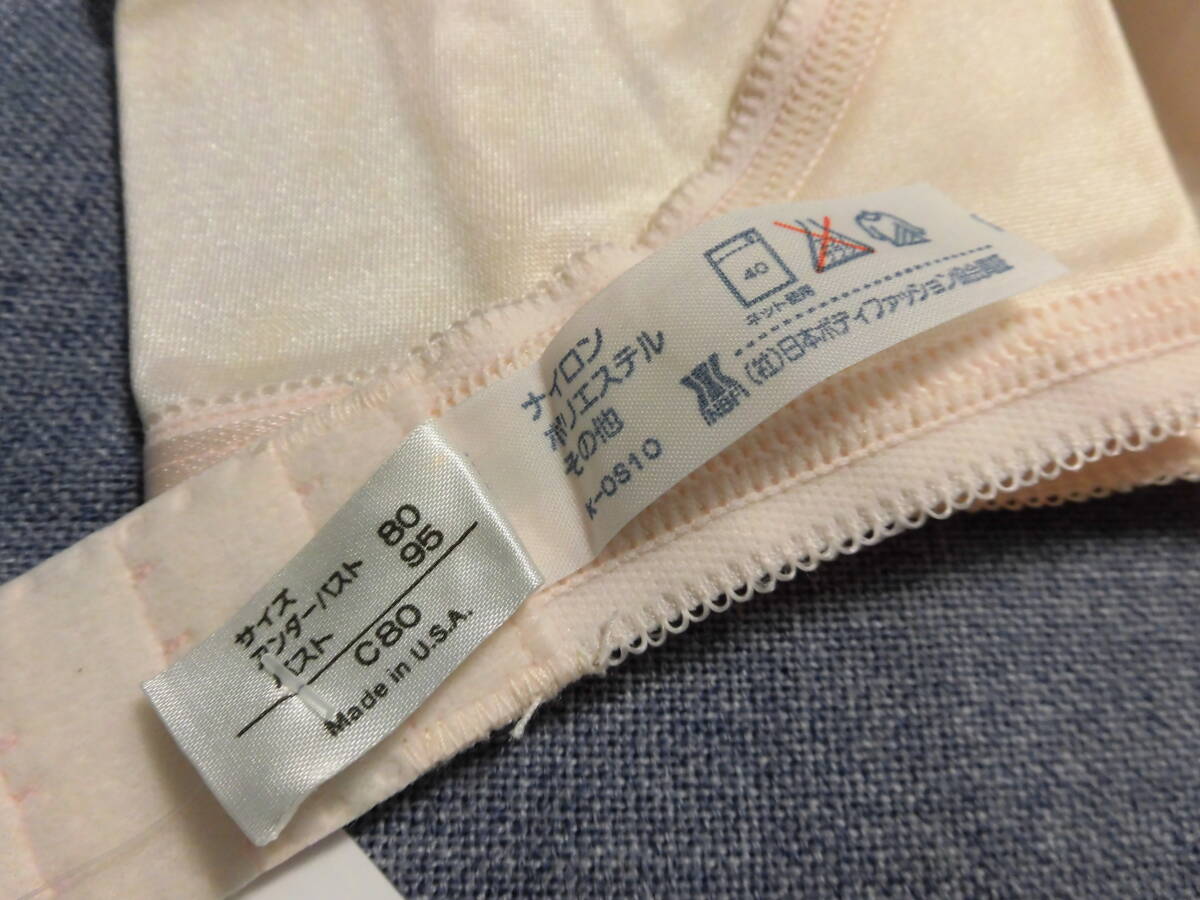 サイズ
アンダーバスト 80
バスト 95
C80
Made in U.S.A.
ナイロン
ポリエステル
その他
K-0810
40
ネット使用
NBF (社)日本ボディファッション協会